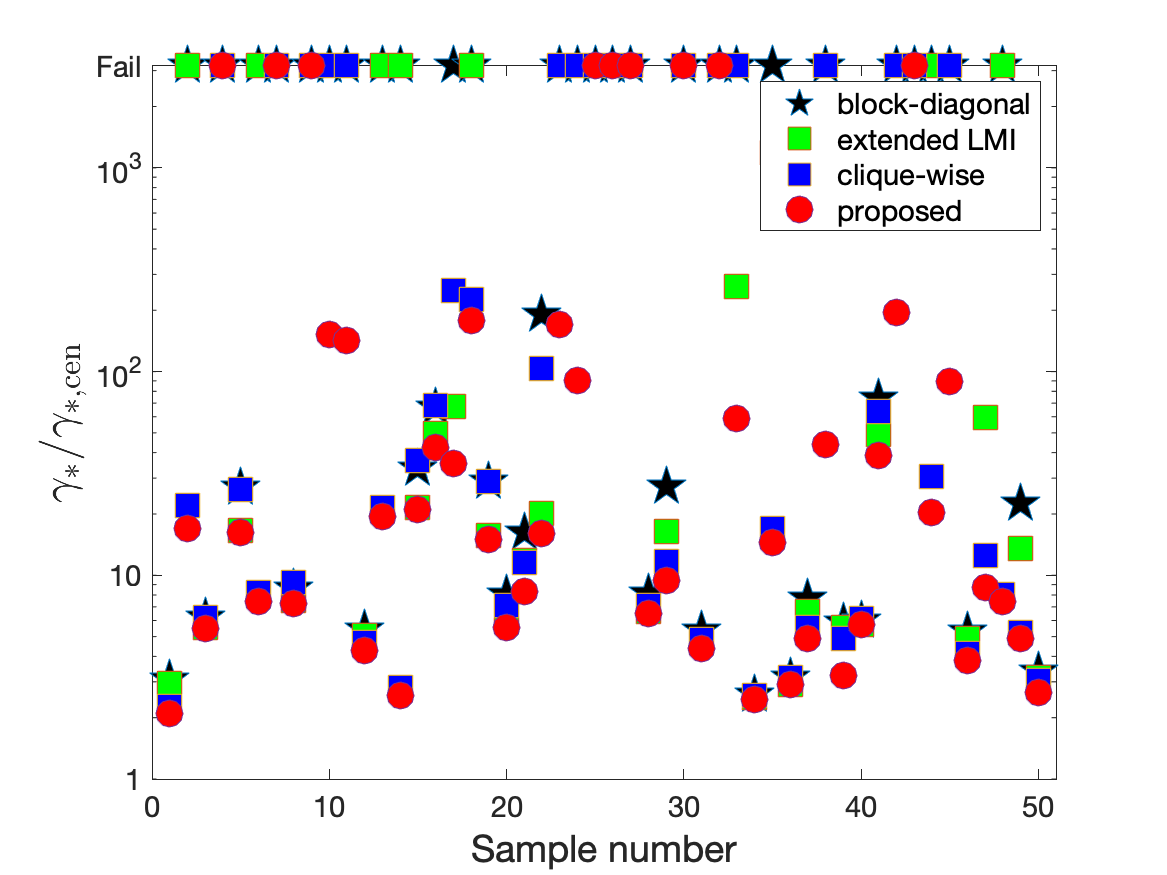 Fail
10³
10²
10
1
γ∗/γ∗,cen
block-diagonal
extended LMI
clique-wise
proposed
0 10 20 30 40 50
Sample number